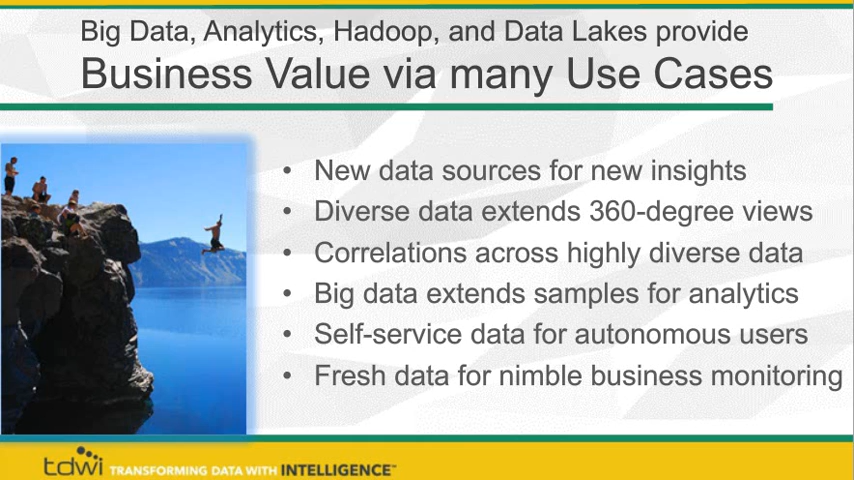 Big Data, Analytics, Hadoop, and Data Lakes provide
Business Value via many Use Cases
• New data sources for new insights
• Diverse data extends 360-degree views
• Correlations across highly diverse data
• Big data extends samples for analytics
• Self-service data for autonomous users
• Fresh data for nimble business monitoring
tdwi TRANSFORMING DATA WITH INTELLIGENCE™